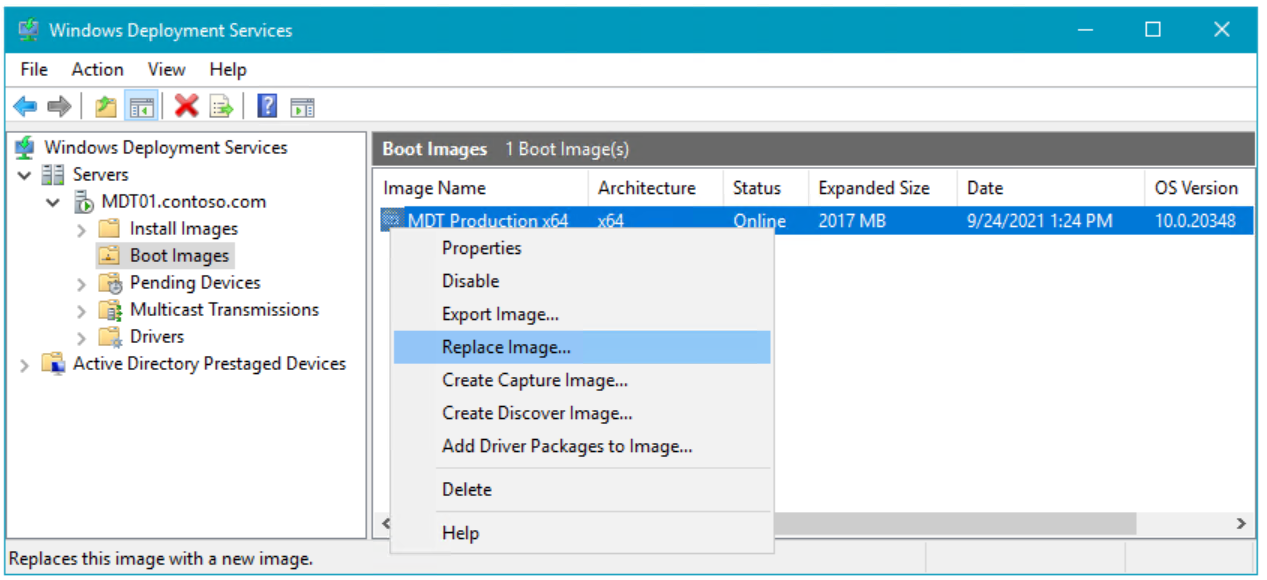 Windows Deployment Services
File Action View Help
Windows Deployment Services
Servers
MDT01.contoso.com
Install Images
Boot Images
Pending Devices
Multicast Transmissions
Drivers
Active Directory Prestaged Devices
Boot Images 1 Boot Image(s)
Image Name Architecture Status Expanded Size Date OS Version
MDT Production x64 x64 Online 2017 MB 9/24/2021 1:24 PM 10.0.20348
Properties
Disable
Export Image...
Replace Image...
Create Capture Image...
Create Discover Image...
Add Driver Packages to Image...
Delete
Help
Replaces this image with a new image.